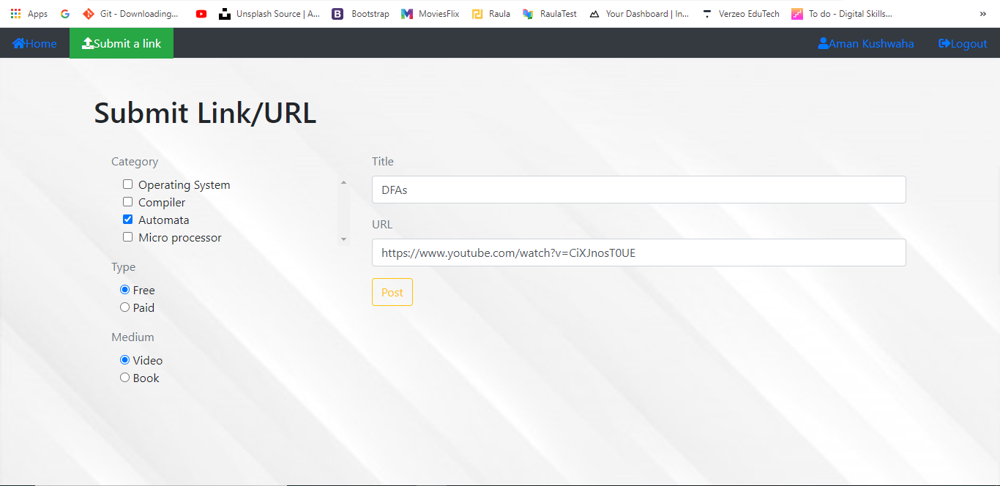 Apps Git - Downloading... Unsplash Source | A... Bootstrap MoviesFlix Raula RaulaTest Your Dashboard | In... Verzeo EduTech To do - Digital Skills... »
Home Submit a link Aman Kushwaha Logout
Submit Link/URL
Category
Operating System
Compiler
Automata
Micro processor
Type
Free
Paid
Medium
Video
Book
Title
DFAs
URL
https://www.youtube.com/watch?v=CiXJnosT0UE
Post